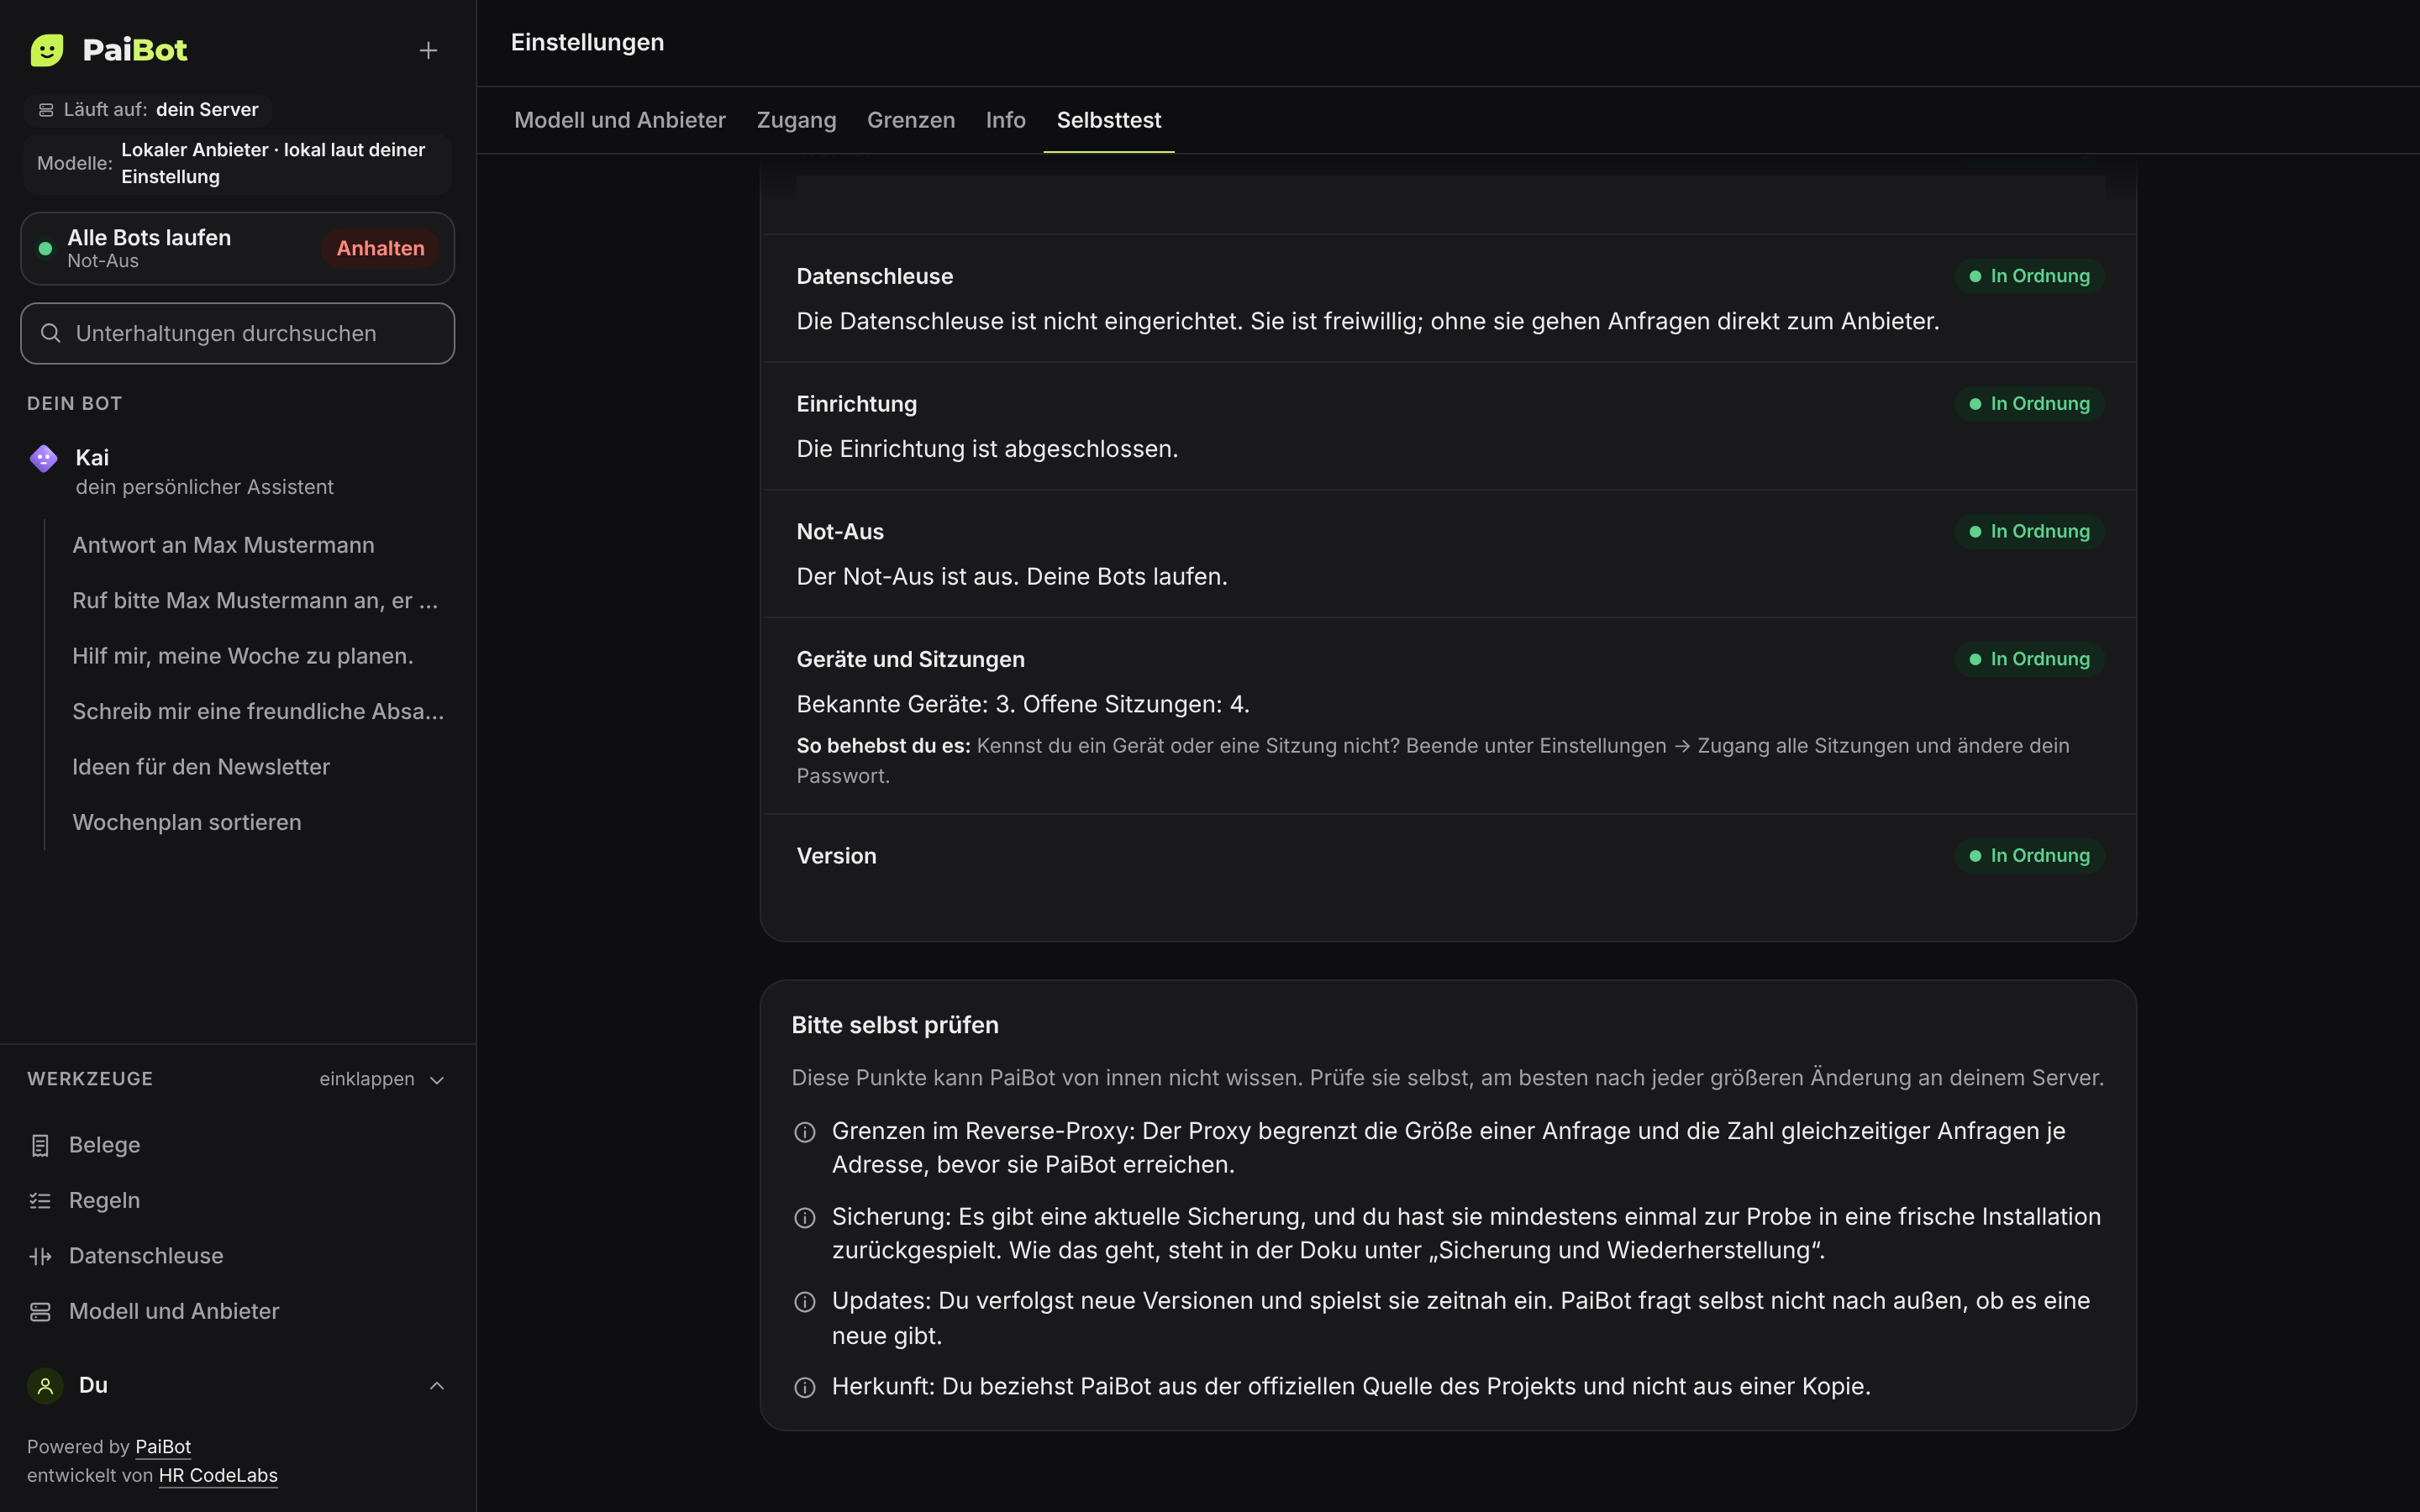 PaiBot
Läuft auf: dein Server
Modelle: Lokaler Anbieter · lokal laut deiner
Einstellung
Alle Bots laufen
Not-Aus
Anhalten
Unterhaltungen durchsuchen
DEIN BOT
Kai
dein persönlicher Assistent
Antwort an Max Mustermann
Ruf bitte Max Mustermann an, er ...
Hilf mir, meine Woche zu planen.
Schreib mir eine freundliche Absa...
Ideen für den Newsletter
Wochenplan sortieren
WERKZEUGE
einklappen
Belege
Regeln
Datenschleuse
Modell und Anbieter
Du
Powered by PaiBot
entwickelt von HR CodeLabs
Einstellungen
Modell und Anbieter
Zugang
Grenzen
Info
Selbsttest
Datenschleuse
In Ordnung
Die Datenschleuse ist nicht eingerichtet. Sie ist freiwillig; ohne sie gehen Anfragen direkt zum Anbieter.
Einrichtung
In Ordnung
Die Einrichtung ist abgeschlossen.
Not-Aus
In Ordnung
Der Not-Aus ist aus. Deine Bots laufen.
Geräte und Sitzungen
In Ordnung
Bekannte Geräte: 3. Offene Sitzungen: 4.
So behebst du es: Kennst du ein Gerät oder eine Sitzung nicht? Beende unter Einstellungen → Zugang alle Sitzungen und ändere dein
Passwort.
Version
In Ordnung
Bitte selbst prüfen
Diese Punkte kann PaiBot von innen nicht wissen. Prüfe sie selbst, am besten nach jeder größeren Änderung an deinem Server.
Grenzen im Reverse-Proxy: Der Proxy begrenzt die Größe einer Anfrage und die Zahl gleichzeitiger Anfragen je
Adresse, bevor sie PaiBot erreichen.
Sicherung: Es gibt eine aktuelle Sicherung, und du hast sie mindestens einmal zur Probe in eine frische Installation
zurückgespielt. Wie das geht, steht in der Doku unter „Sicherung und Wiederherstellung“.
Updates: Du verfolgst neue Versionen und spielst sie zeitnah ein. PaiBot fragt selbst nicht nach außen, ob es eine
neue gibt.
Herkunft: Du beziehst PaiBot aus der offiziellen Quelle des Projekts und nicht aus einer Kopie.